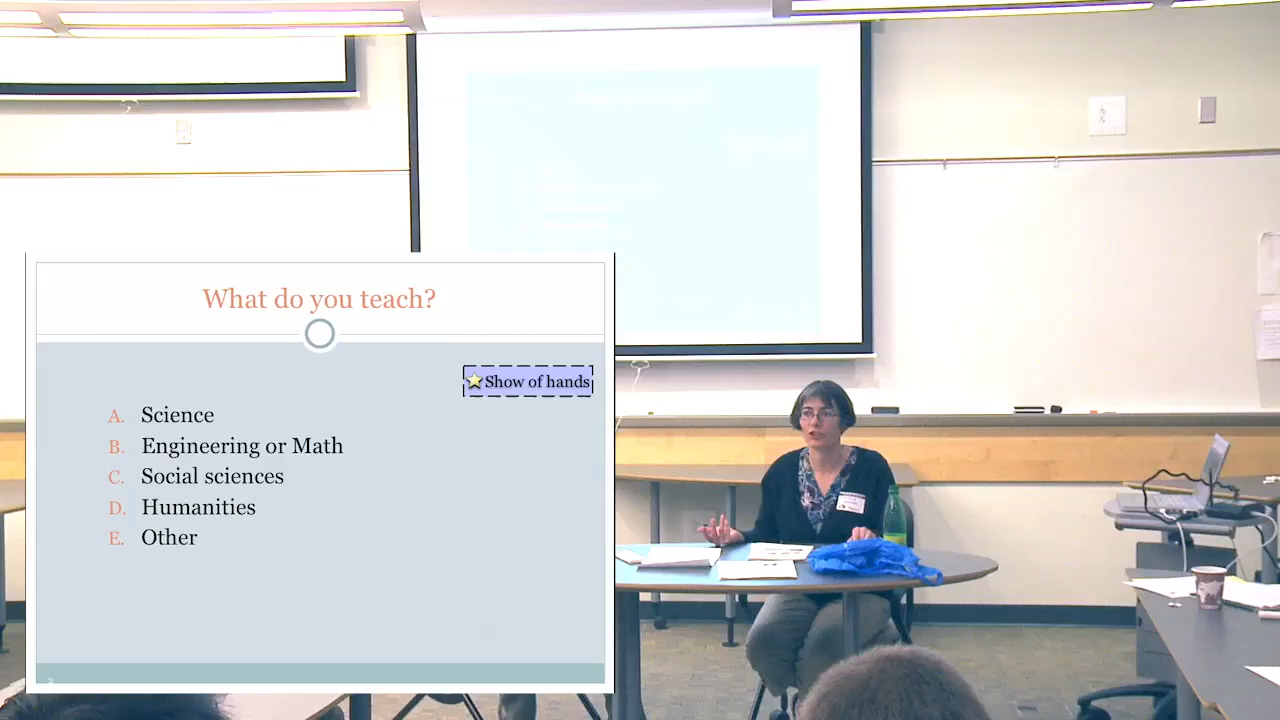 What do you teach?
Show of hands
A. Science
B. Engineering or Math
C. Social sciences
D. Humanities
E. Other